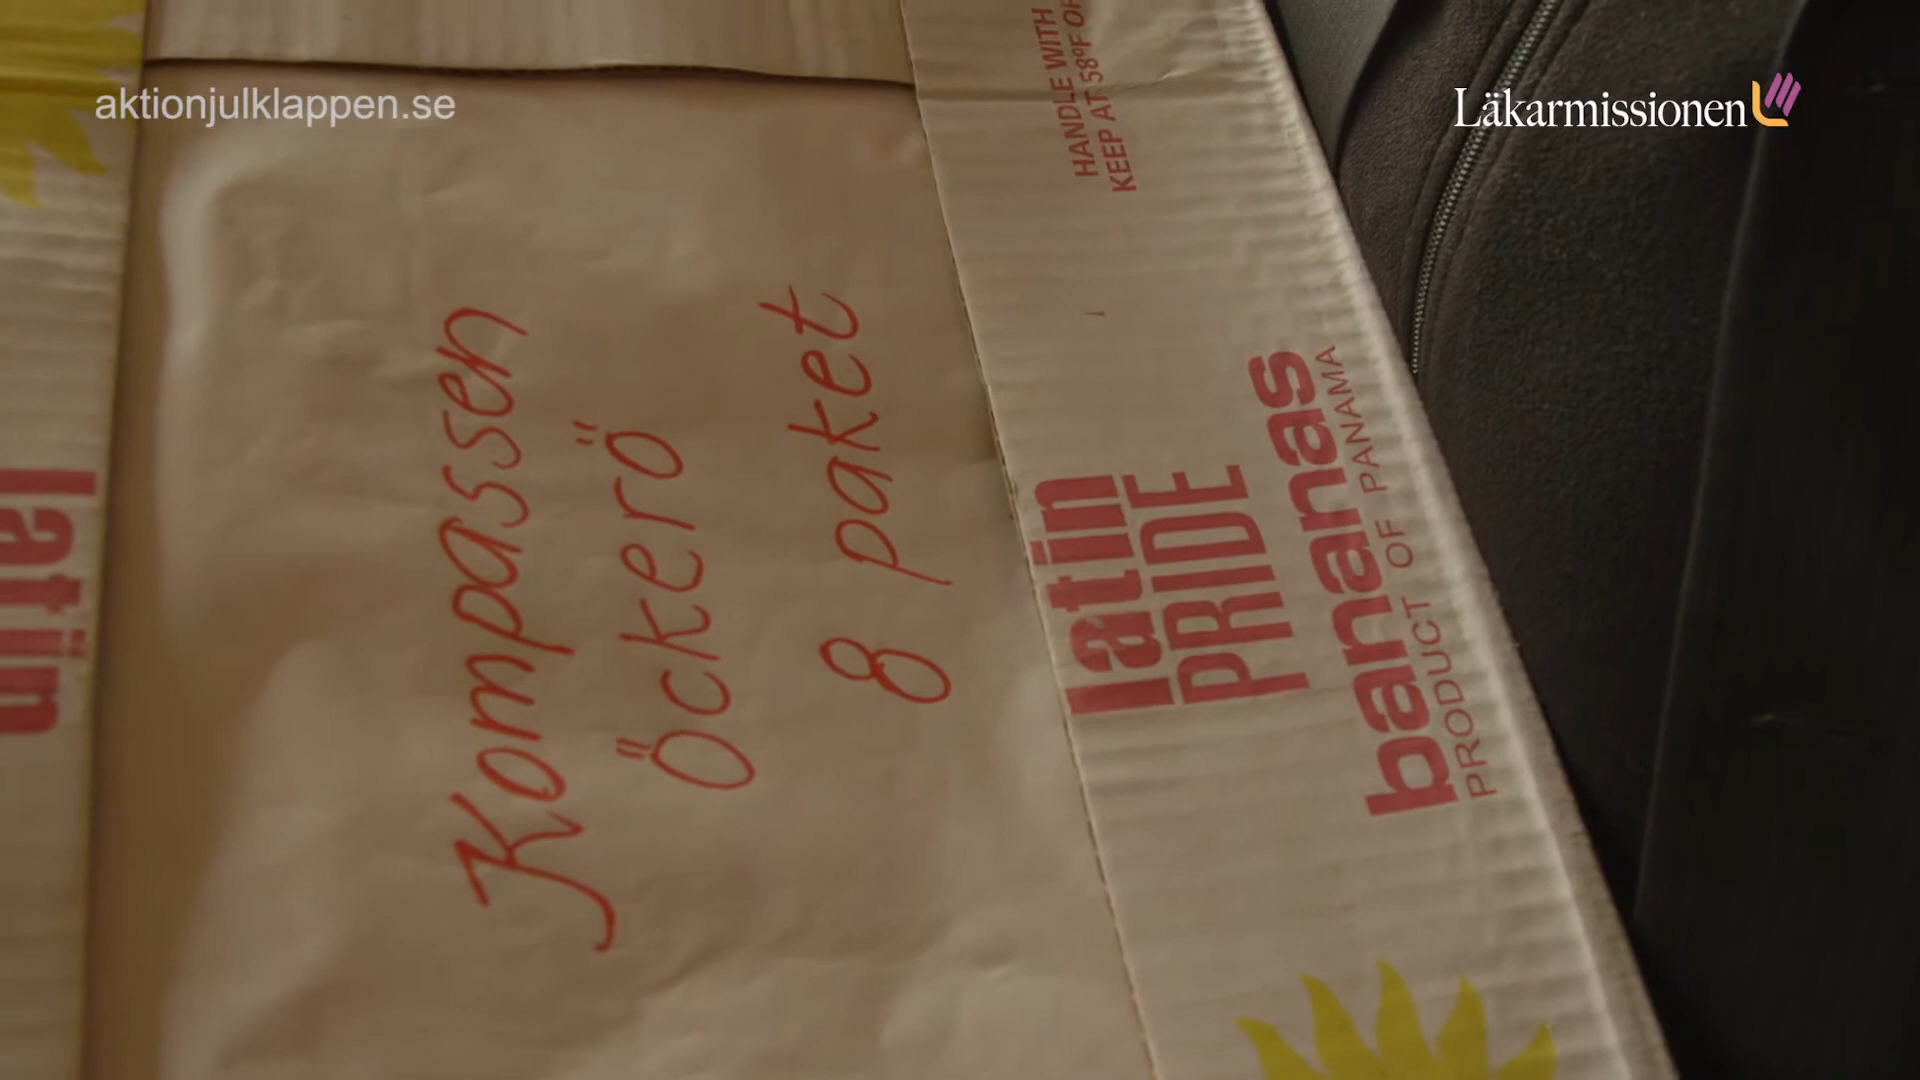 aktionjulklappen.se
Läkarmissionen
HANDLE WITH
KEEP AT 58°F OR
Kompassen
Öckerö
8 paket
latin
PRIDE
bananas
PRODUCT OF PANAMA
latin